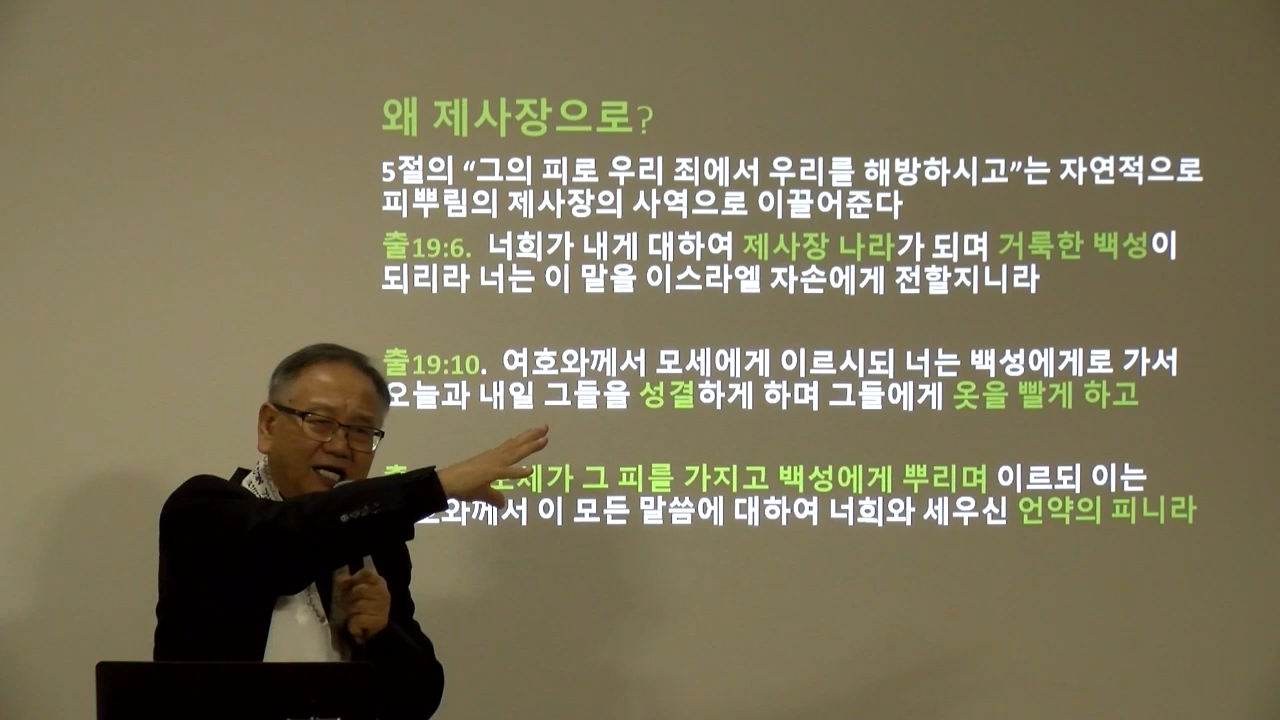 왜 제사장으로?
5절의 “그의 피로 우리 죄에서 우리를 해방하시고”는 자연적으로
피뿌림의 제사장의 사역으로 이끌어준다
출19:6. 너희가 내게 대하여 제사장 나라가 되며 거룩한 백성이
되리라 너는 이 말을 이스라엘 자손에게 전할지니라
출19:10. 여호와께서 모세에게 이르시되 너는 백성에게로 가서
오늘과 내일 그들을 성결하게 하며 그들에게 옷을 빨게 하고
그 피를 가지고 백성에게 뿌리며 이르되 이는
이 모든 말씀에 대하여 너희와 세우신 언약의 피니라